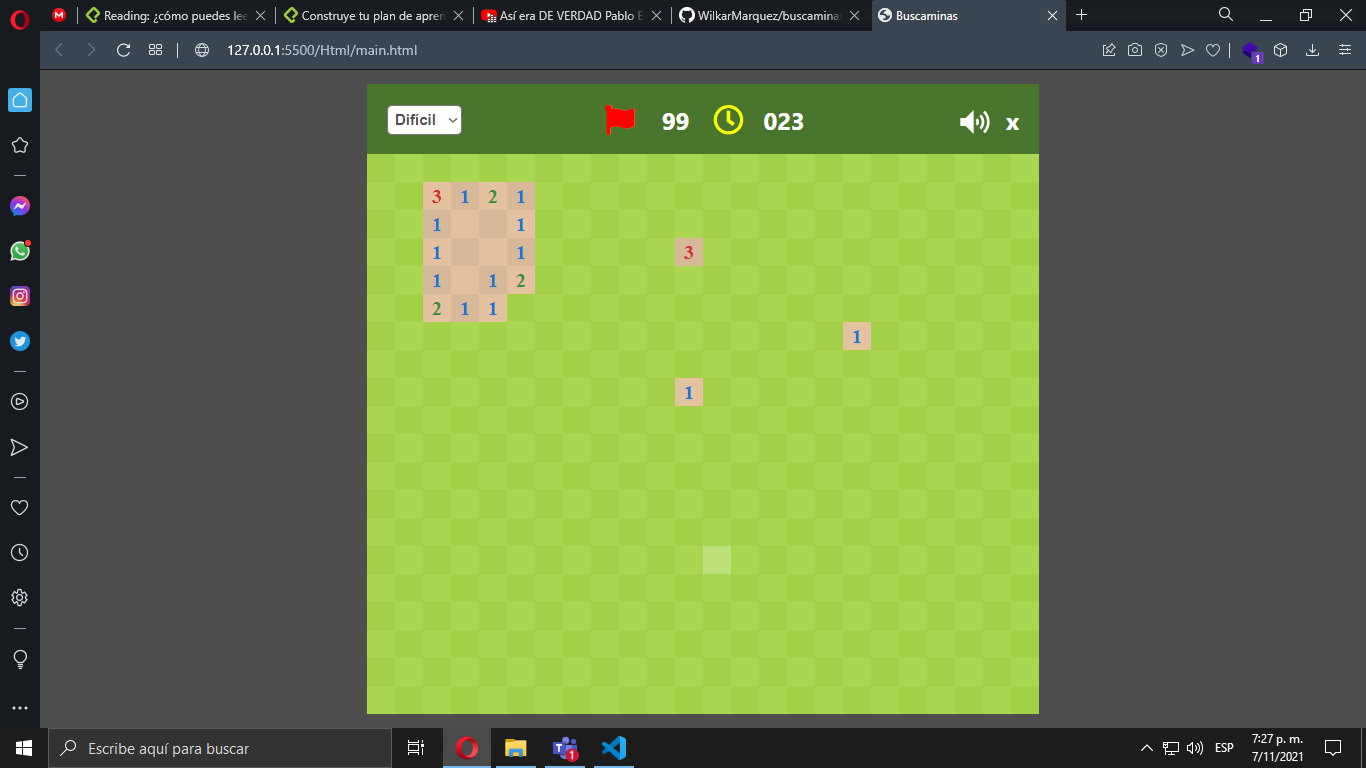 Reading: ¿cómo puedes lee
Construye tu plan de apren
Así era DE VERDAD Pablo E
WilkarMarquez/buscaminas
Buscaminas
127.0.0.1:5500/Html/main.html
1
Difícil
99
023
x
3 1 2 1
1 1
1 1 3
1 1 2
2 1 1
1
1
Escribe aquí para buscar
1
ESP
7:27 p. m.
7/11/2021